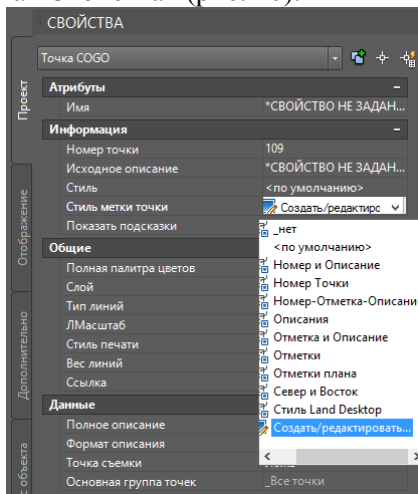 СВОЙСТВА
Точка COGO
Проект
Атрибуты
Имя *СВОЙСТВО НЕ ЗАДАН...
Информация
Номер точки 109
Исходное описание *СВОЙСТВО НЕ ЗАДАН...
Стиль <по умолчанию>
Стиль метки точки Создать/редактирс
Показать подсказки
Отображение
_нет
<по умолчанию>
Номер и Описание
Номер Точки
Номер-Отметка-Описани
Описания
Отметка и Описание
Отметки
Отметки плана
Север и Восток
Стиль Land Desktop
Создать/редактировать...
Общие
Полная палитра цветов
Слой
Тип линий
ЛМасштаб
Стиль печати
Вес линий
Ссылка
Дополнительно
Данные
Полное описание
Формат описания
Точка съемки
Основная группа точек _Все точки
с объекта